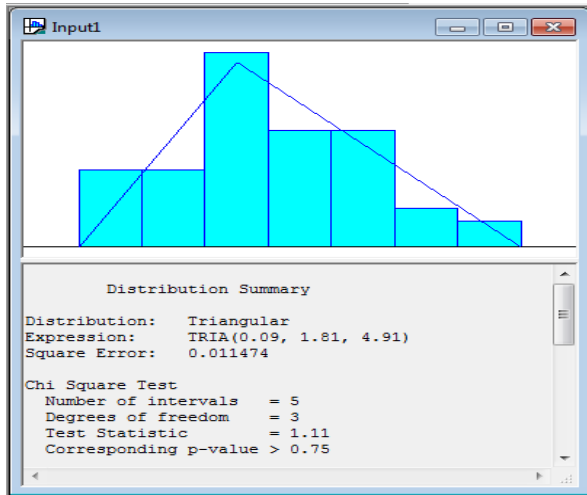 Input1
Distribution Summary
Distribution: Triangular
Expression: TRIA(0.09, 1.81, 4.91)
Square Error: 0.011474
Chi Square Test
Number of intervals = 5
Degrees of freedom = 3
Test Statistic = 1.11
Corresponding p-value > 0.75